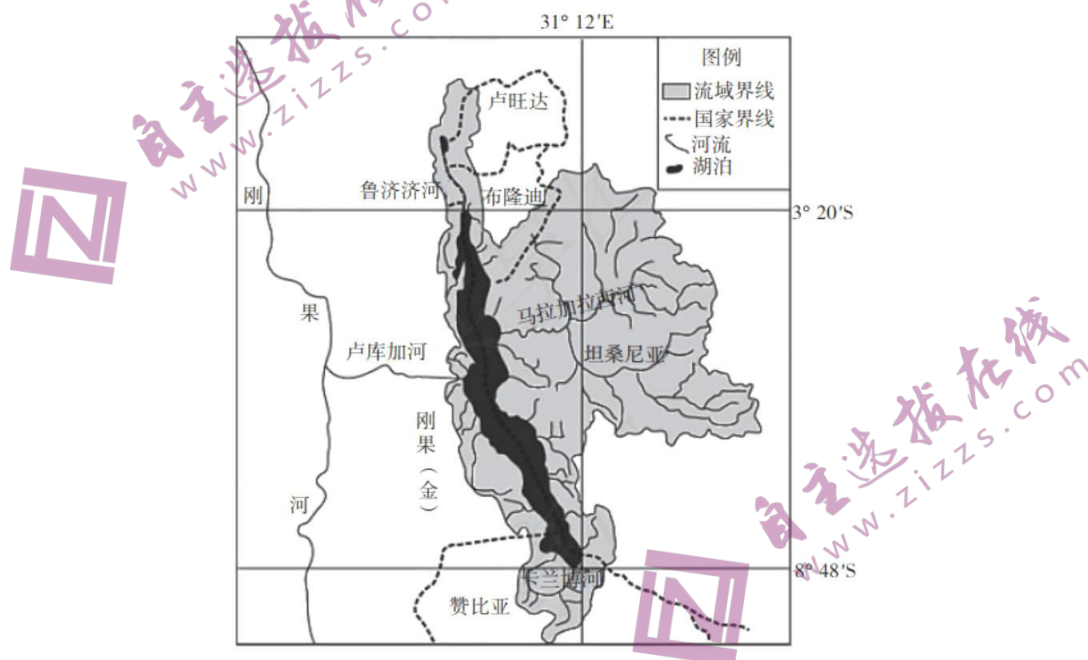 31° 12′E
图例
流域界线
国家界线
河流
湖泊
卢旺达
鲁济济河
布隆迪
3° 20′S
刚
果
河
马拉加拉西河
卢库加河
坦桑尼亚
刚果（金）
8° 48′S
卡兰博河
赞比亚
自主选拔在线
www.zizzs.com
自主选拔在线
www.zizzs.com